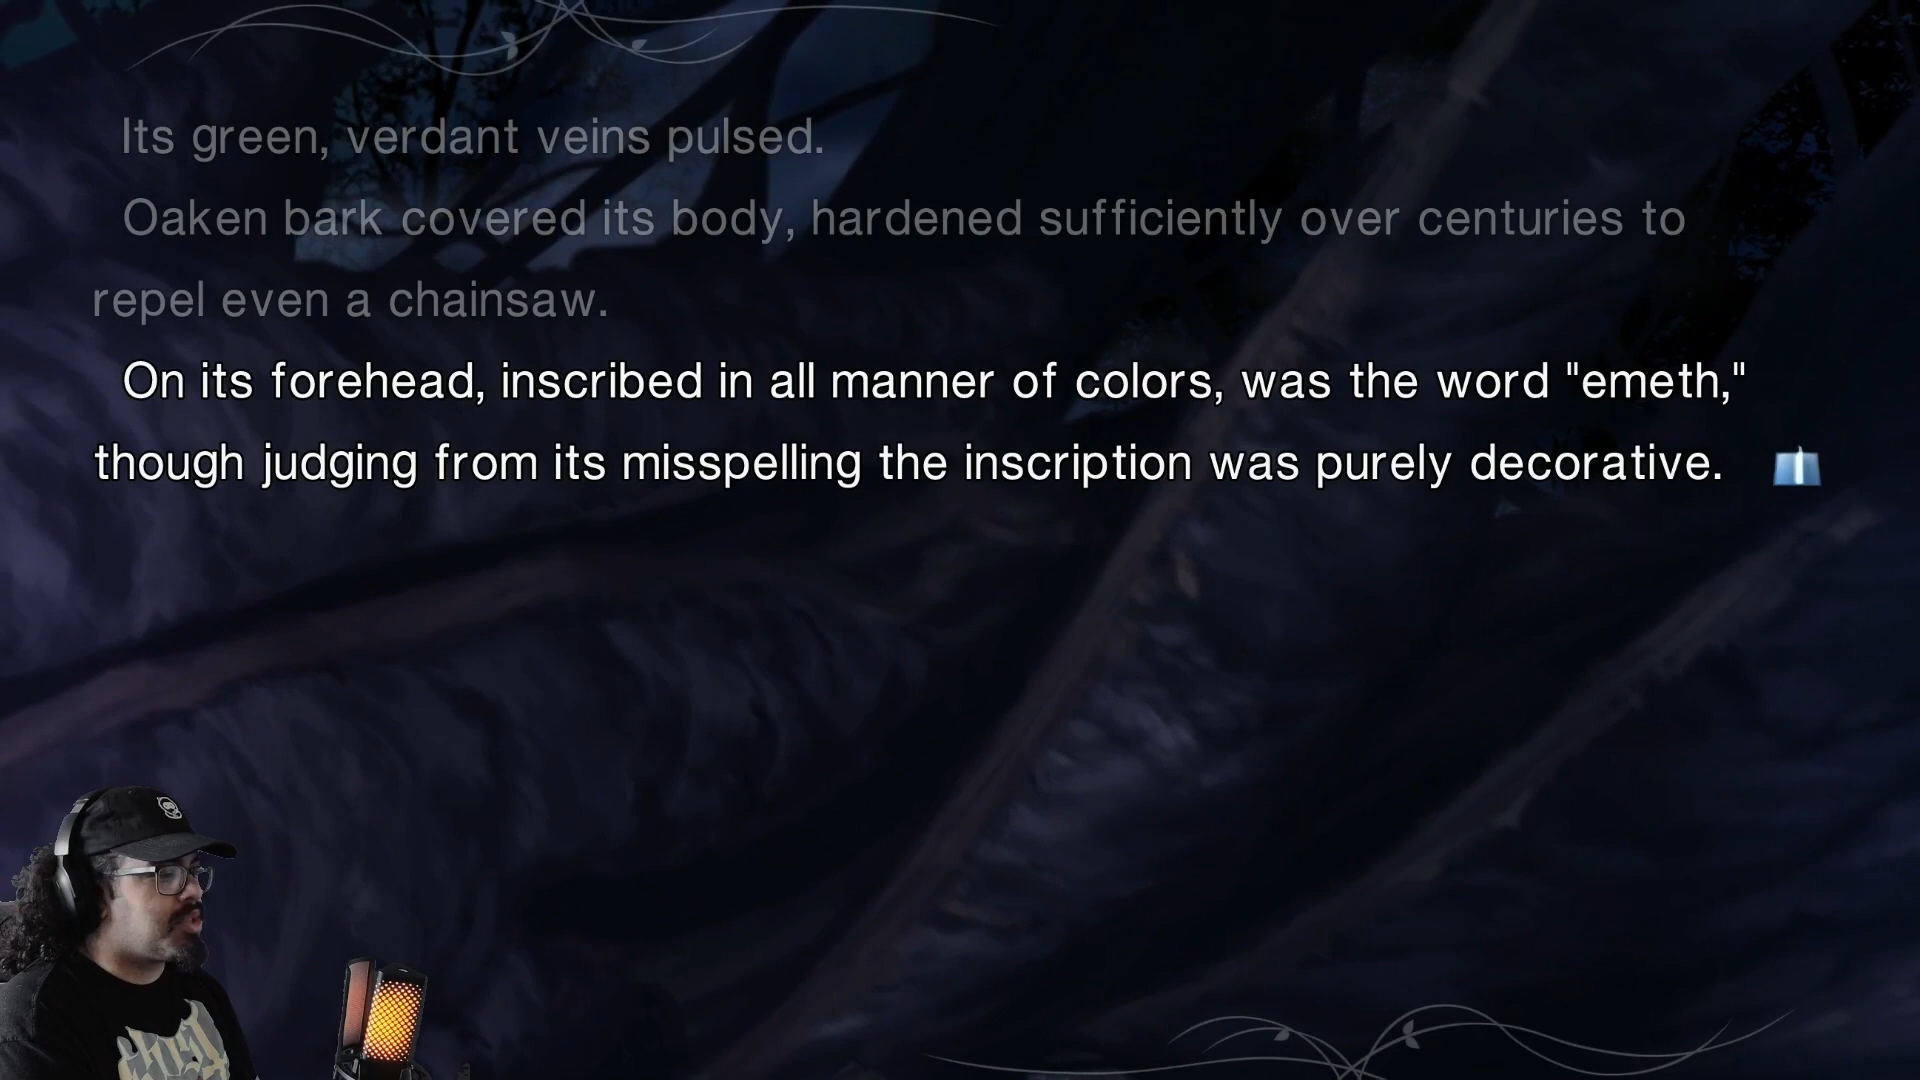 Its green, verdant veins pulsed.
Oaken bark covered its body, hardened sufficiently over centuries to
repel even a chainsaw.
On its forehead, inscribed in all manner of colors, was the word "emeth,"
though judging from its misspelling the inscription was purely decorative.